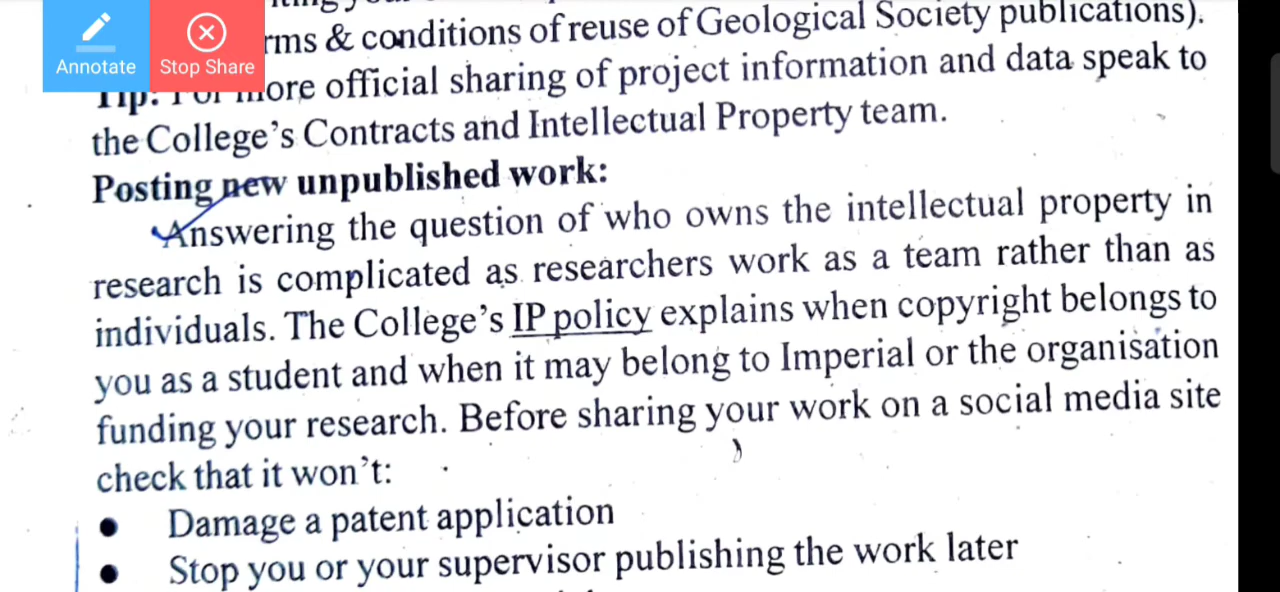 Annotate
Stop Share
rms & conditions of reuse of Geological Society publications).
Tip: For more official sharing of project information and data speak to
the College's Contracts and Intellectual Property team.
Posting new unpublished work:
Answering the question of who owns the intellectual property in
research is complicated as researchers work as a team rather than as
individuals. The College's IP policy explains when copyright belongs to
you as a student and when it may belong to Imperial or the organisation
funding your research. Before sharing your work on a social media site
check that it won't:
● Damage a patent application
● Stop you or your supervisor publishing the work later